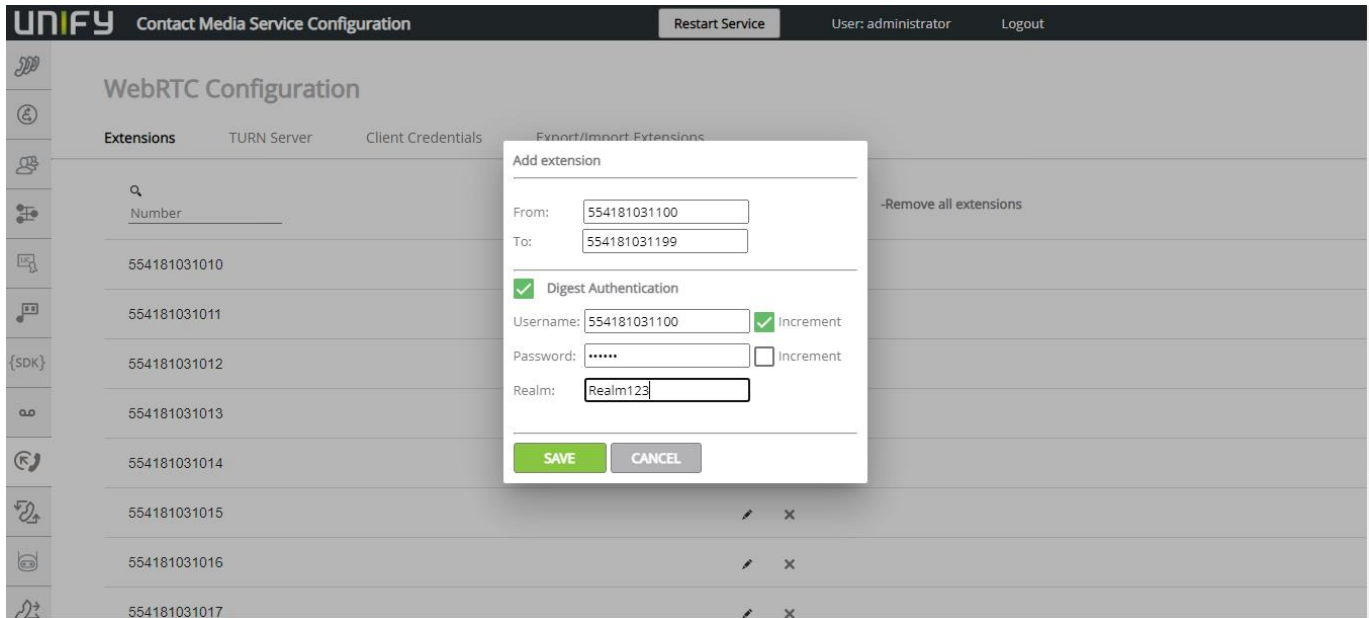 UNIFY Contact Media Service Configuration Restart Service User: administrator Logout
WebRTC Configuration
Extensions TURN Server Client Credentials Export/Import Extensions
Add extension
Number
-Remove all extensions
From: 554181031100
To: 554181031199
Digest Authentication
Username: 554181031100 Increment
Password: •••••• Increment
Realm: Realm123
SAVE CANCEL
554181031010
554181031011
554181031012
{SDK}
554181031013
554181031014
554181031015
554181031016
554181031017